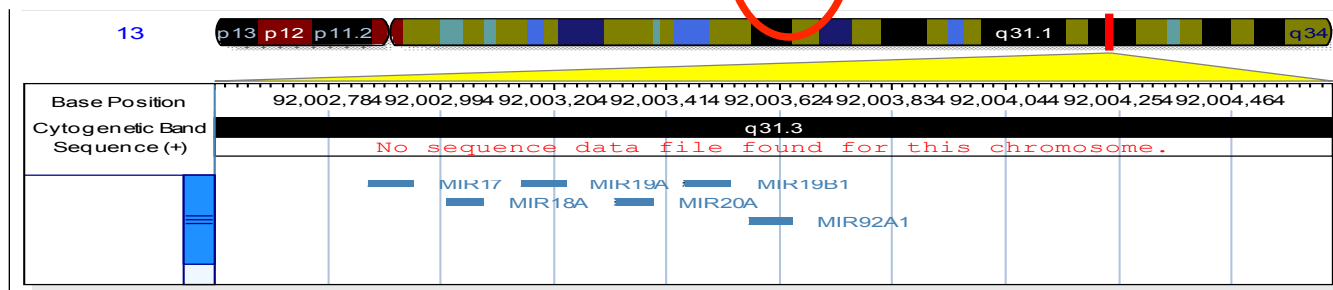 13 p13 p12 p11.2 q31.1 q34
Base Position 92,002,784 92,002,994 92,003,204 92,003,414 92,003,624 92,003,834 92,004,044 92,004,254 92,004,464
Cytogenetic Band q31.3
Sequence (+) No sequence data file found for this chromosome.
MIR17 MIR19A MIR19B1
MIR18A MIR20A
MIR92A1